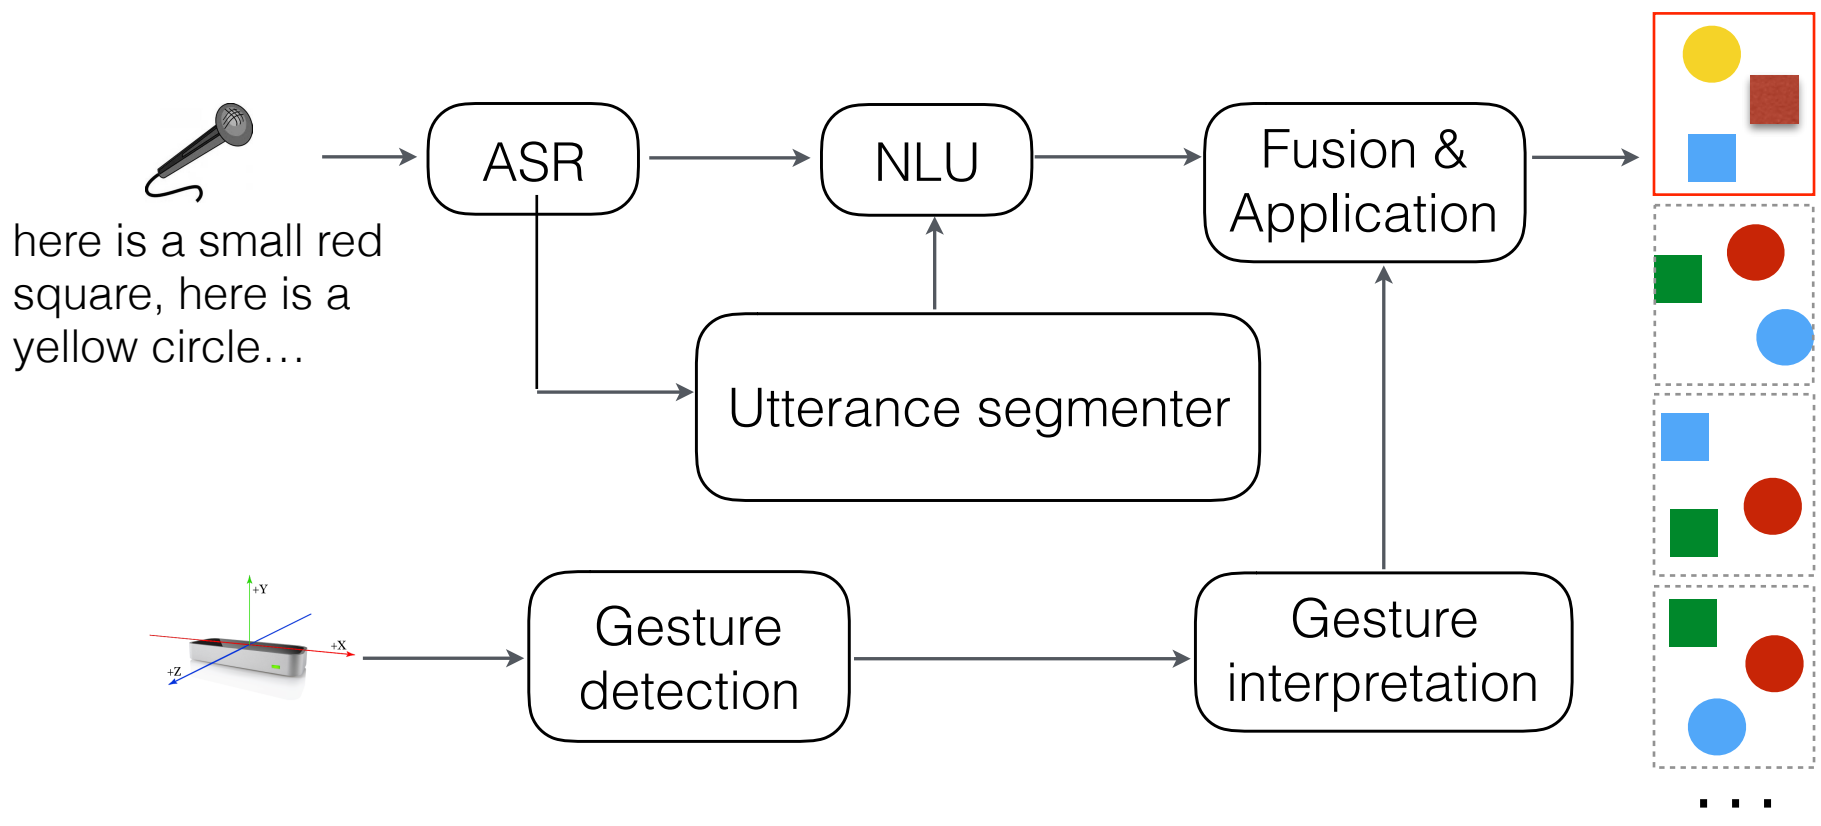 ASR
NLU
Fusion &
Application
here is a small red
square, here is a
yellow circle…
Utterance segmenter
+Y
+X
+Z
Gesture
detection
Gesture
interpretation
. . .